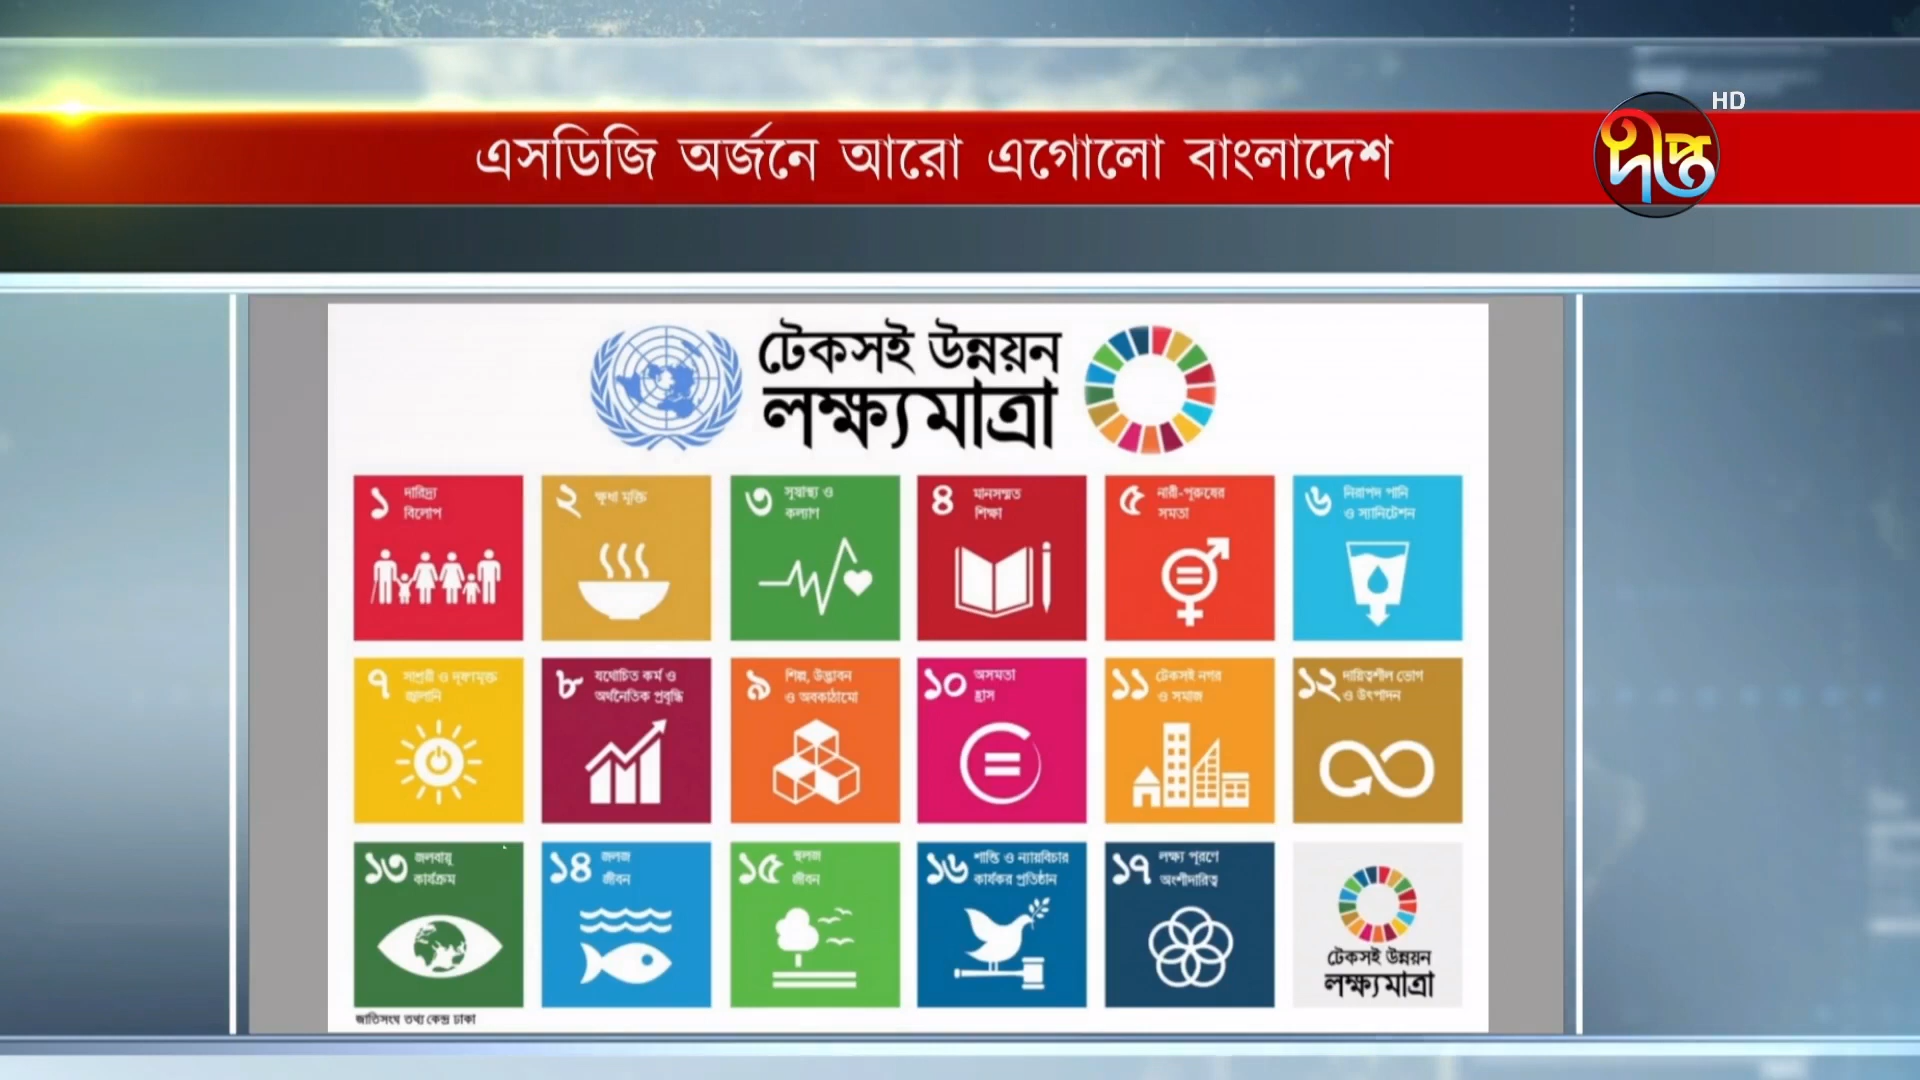 এসডিজি অর্জনে আরো এগোলো বাংলাদেশ
HD
দীপ্ত
টেকসই উন্নয়ন
লক্ষ্যমাত্রা
১ দারিদ্র্য
বিলোপ
২ ক্ষুধা মুক্তি
৩ সুস্বাস্থ্য ও
কল্যাণ
৪ মানসম্মত
শিক্ষা
৫ নারী-পুরুষের
সমতা
৬ নিরাপদ পানি
ও স্যানিটেশন
৭ সাশ্রয়ী ও দূষণমুক্ত
জ্বালানি
৮ যথোচিত কর্ম ও
অর্থনৈতিক প্রবৃদ্ধি
৯ শিল্প, উদ্ভাবন
ও অবকাঠামো
১০ অসমতা
হ্রাস
১১ টেকসই নগর
ও সমাজ
১২ দায়িত্বশীল ভোগ
ও উৎপাদন
১৩ জলবায়ু
কার্যক্রম
১৪ জলজ
জীবন
১৫ স্থলজ
জীবন
১৬ শান্তি ও ন্যায়বিচার
কার্যকর প্রতিষ্ঠান
১৭ লক্ষ্য পূরণে
অংশীদারিত্ব
টেকসই উন্নয়ন
লক্ষ্যমাত্রা
জাতিসংঘ তথ্য কেন্দ্র ঢাকা